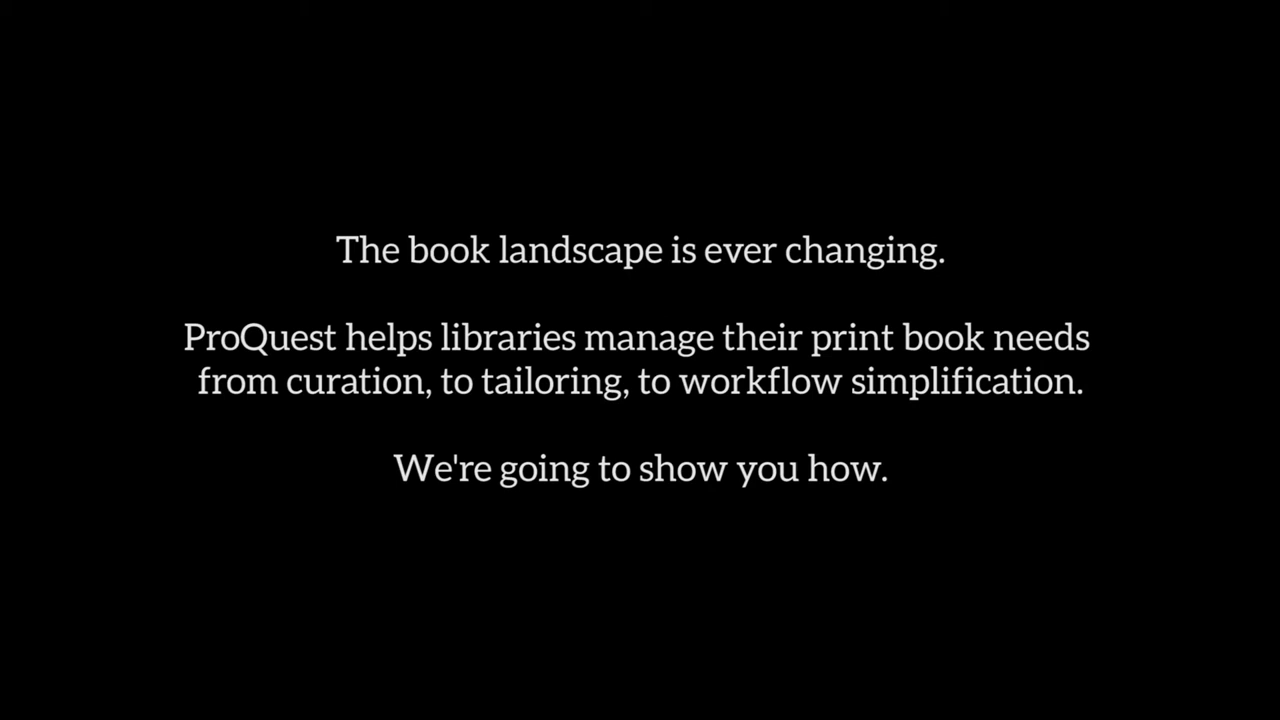 The book landscape is ever changing.
ProQuest helps libraries manage their print book needs
from curation, to tailoring, to workflow simplification.
We're going to show you how.